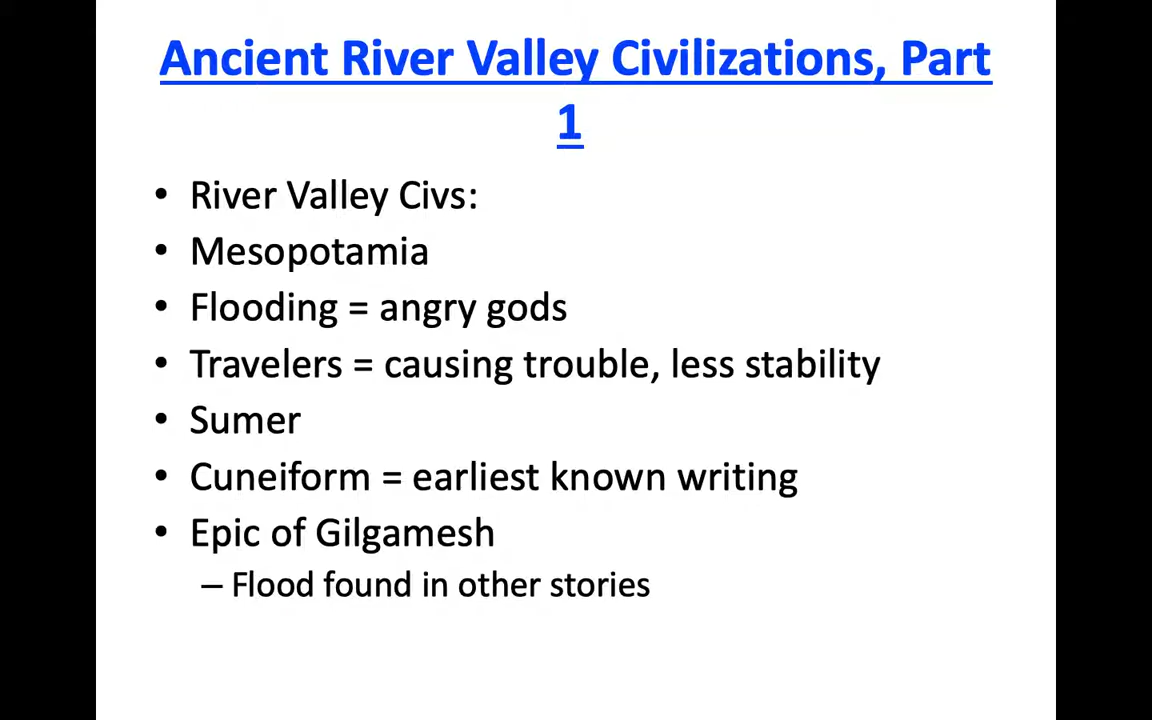 Ancient River Valley Civilizations, Part
1
• River Valley Civs:
• Mesopotamia
• Flooding = angry gods
• Travelers = causing trouble, less stability
• Sumer
• Cuneiform = earliest known writing
• Epic of Gilgamesh
– Flood found in other stories